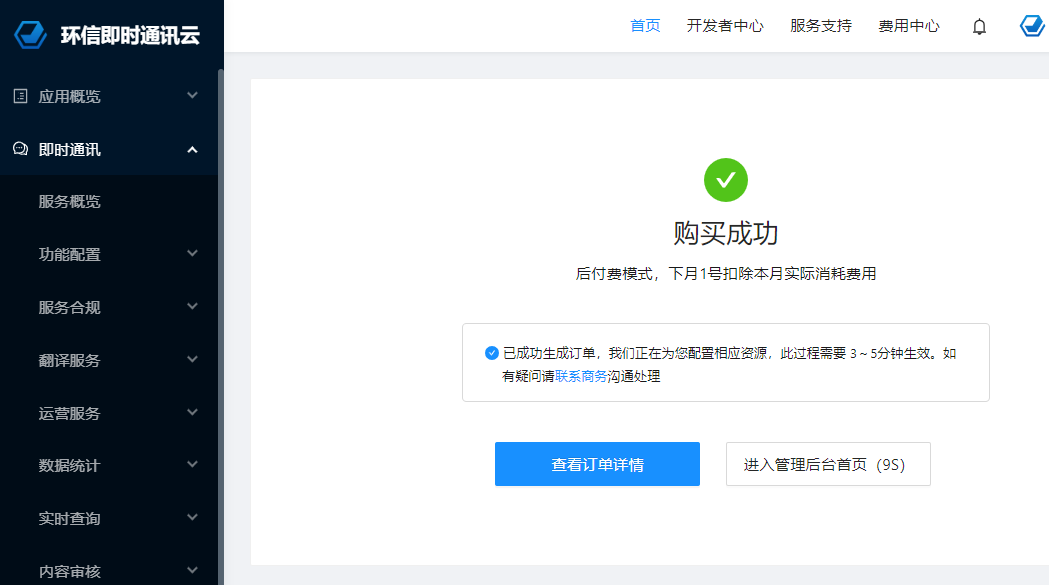 环信即时通讯云
首页 开发者中心 服务支持 费用中心
应用概览
即时通讯
服务概览
功能配置
服务合规
翻译服务
运营服务
数据统计
实时查询
内容审核
购买成功
后付费模式，下月1号扣除本月实际消耗费用
已成功生成订单，我们正在为您配置相应资源，此过程需要 3 ~ 5分钟生效。如
有疑问请联系商务沟通处理
查看订单详情
进入管理后台首页（9S）